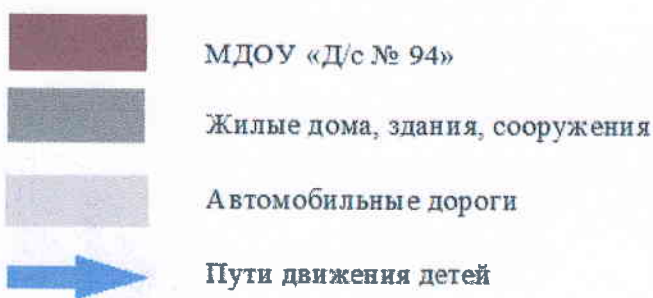 МДОУ «Д/с № 94»
Жилые дома, здания, сооружения
Автомобильные дороги
Пути движения детей